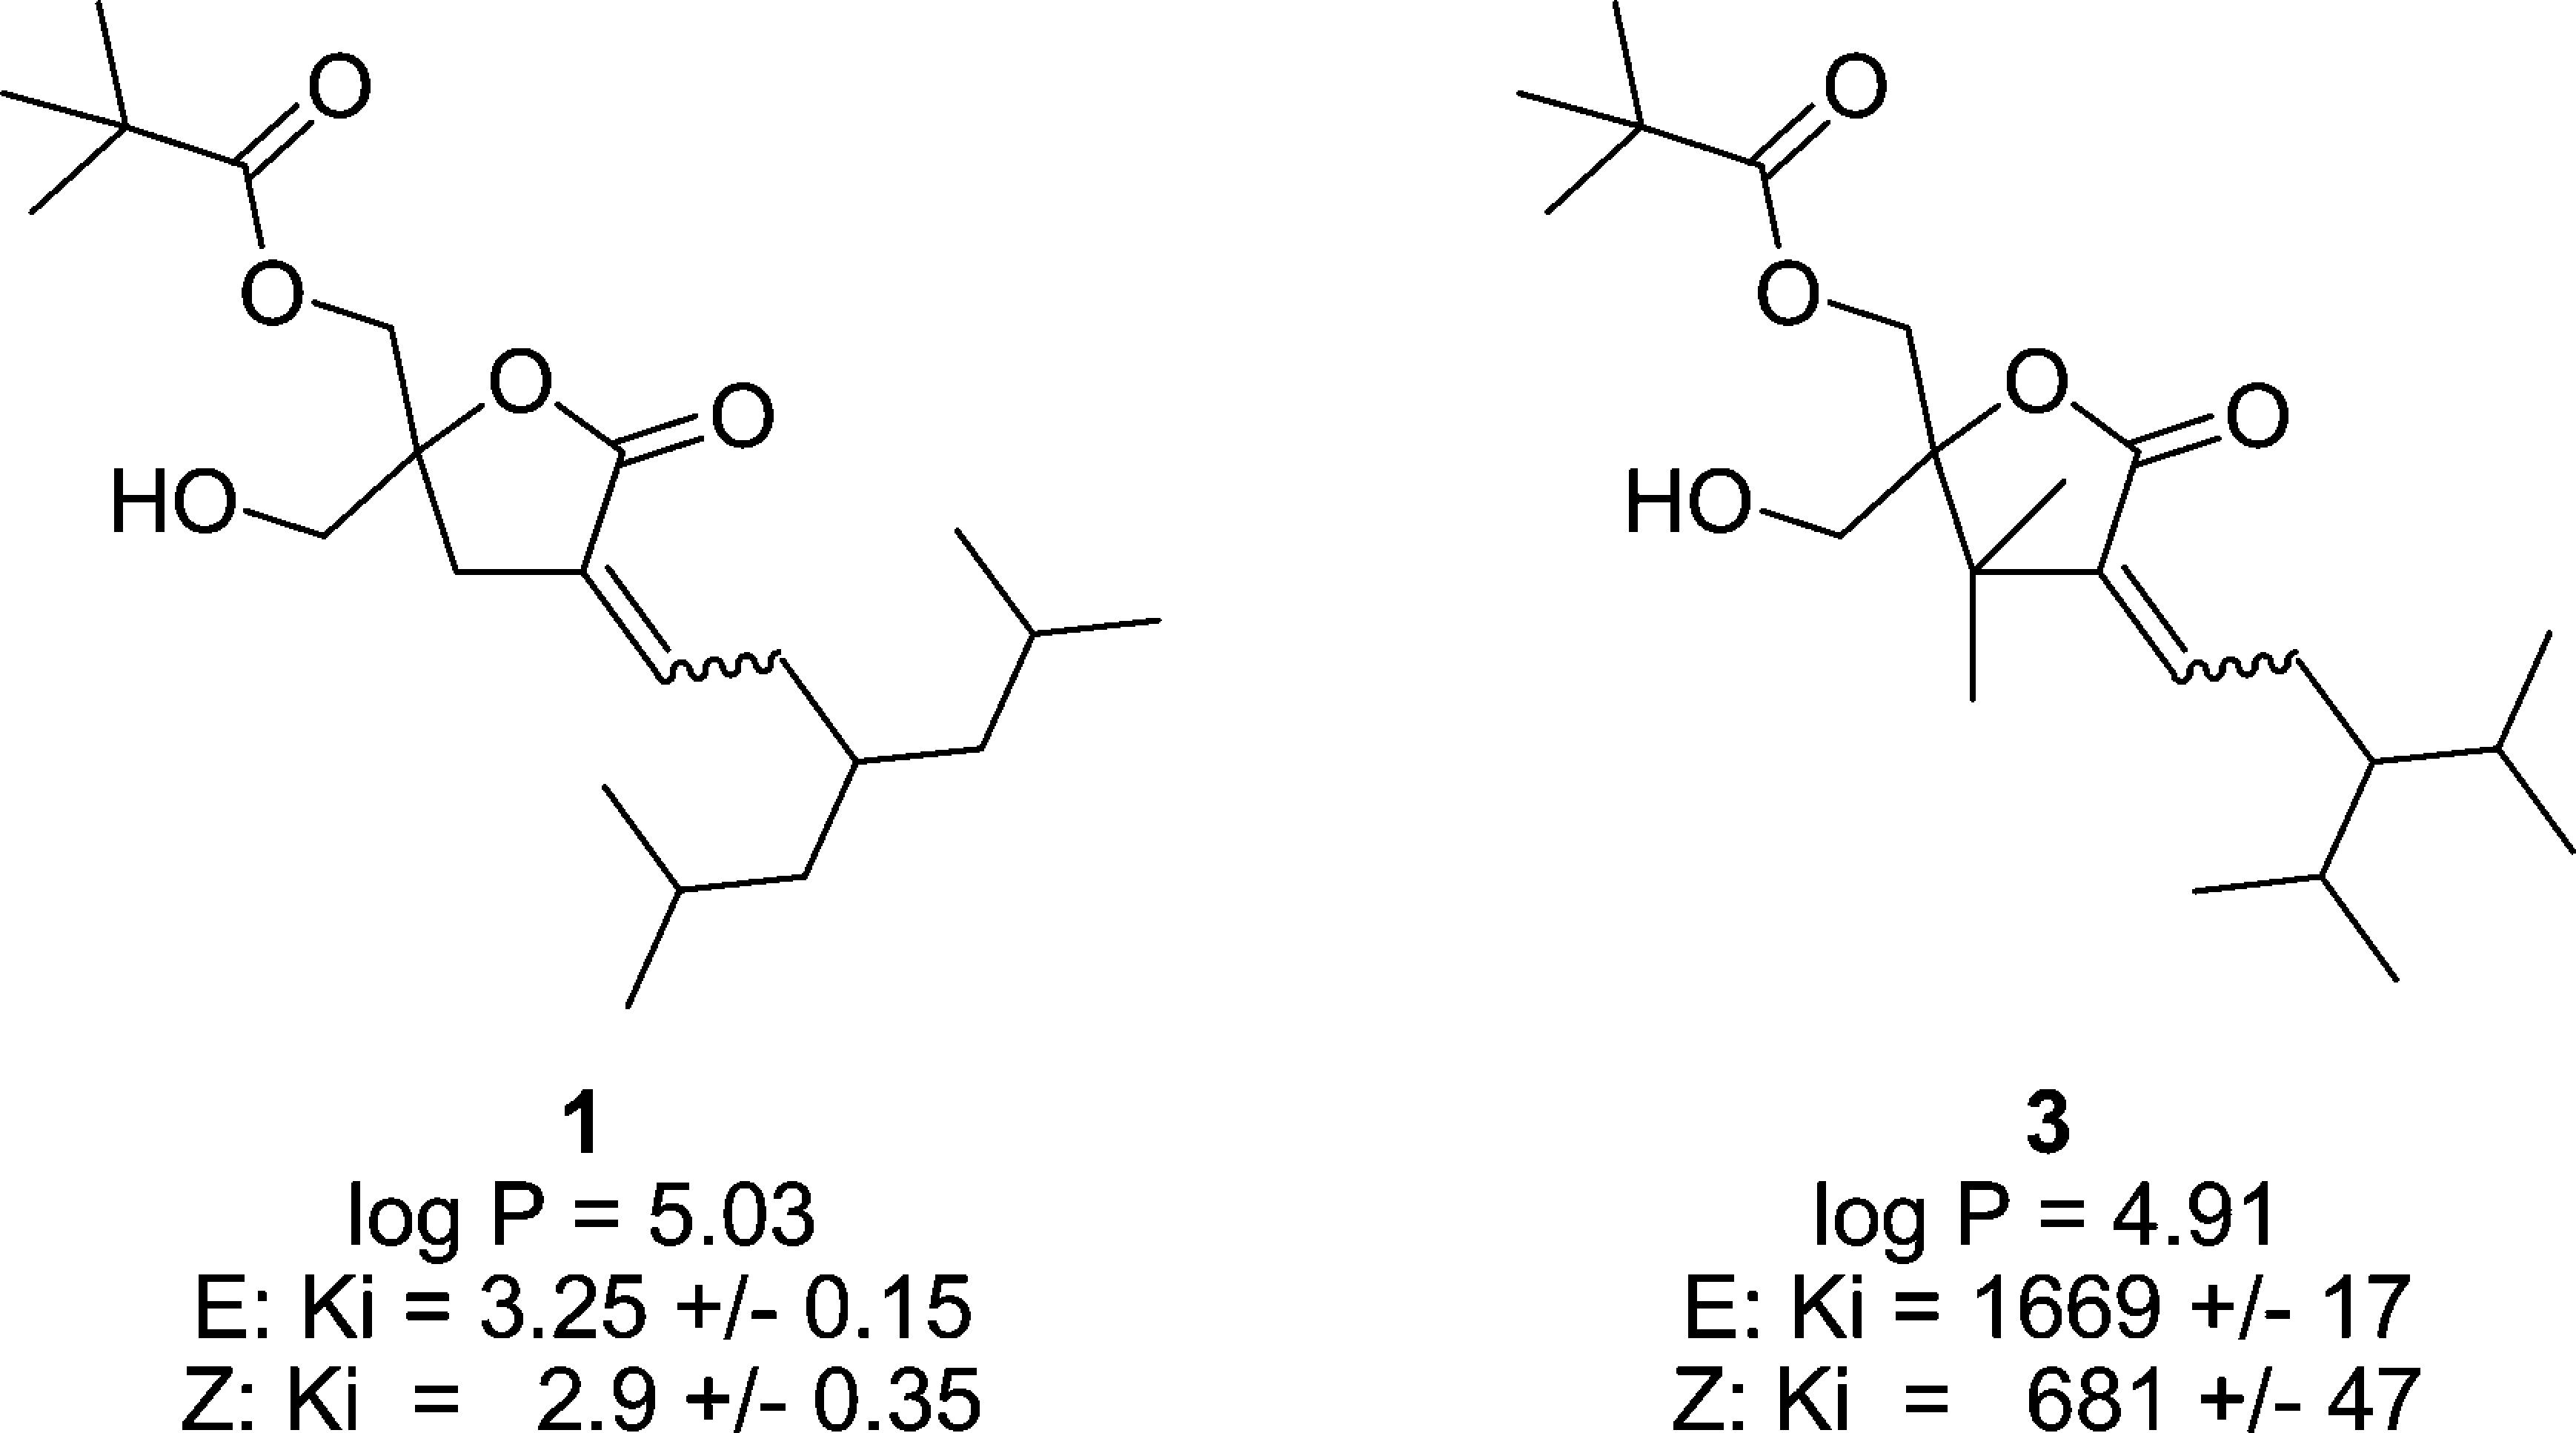 O
O
O
O
HO
1
log P = 5.03
E: Ki = 3.25 +/- 0.15
Z: Ki = 2.9 +/- 0.35
O
O
O
O
HO
3
log P = 4.91
E: Ki = 1669 +/- 17
Z: Ki = 681 +/- 47